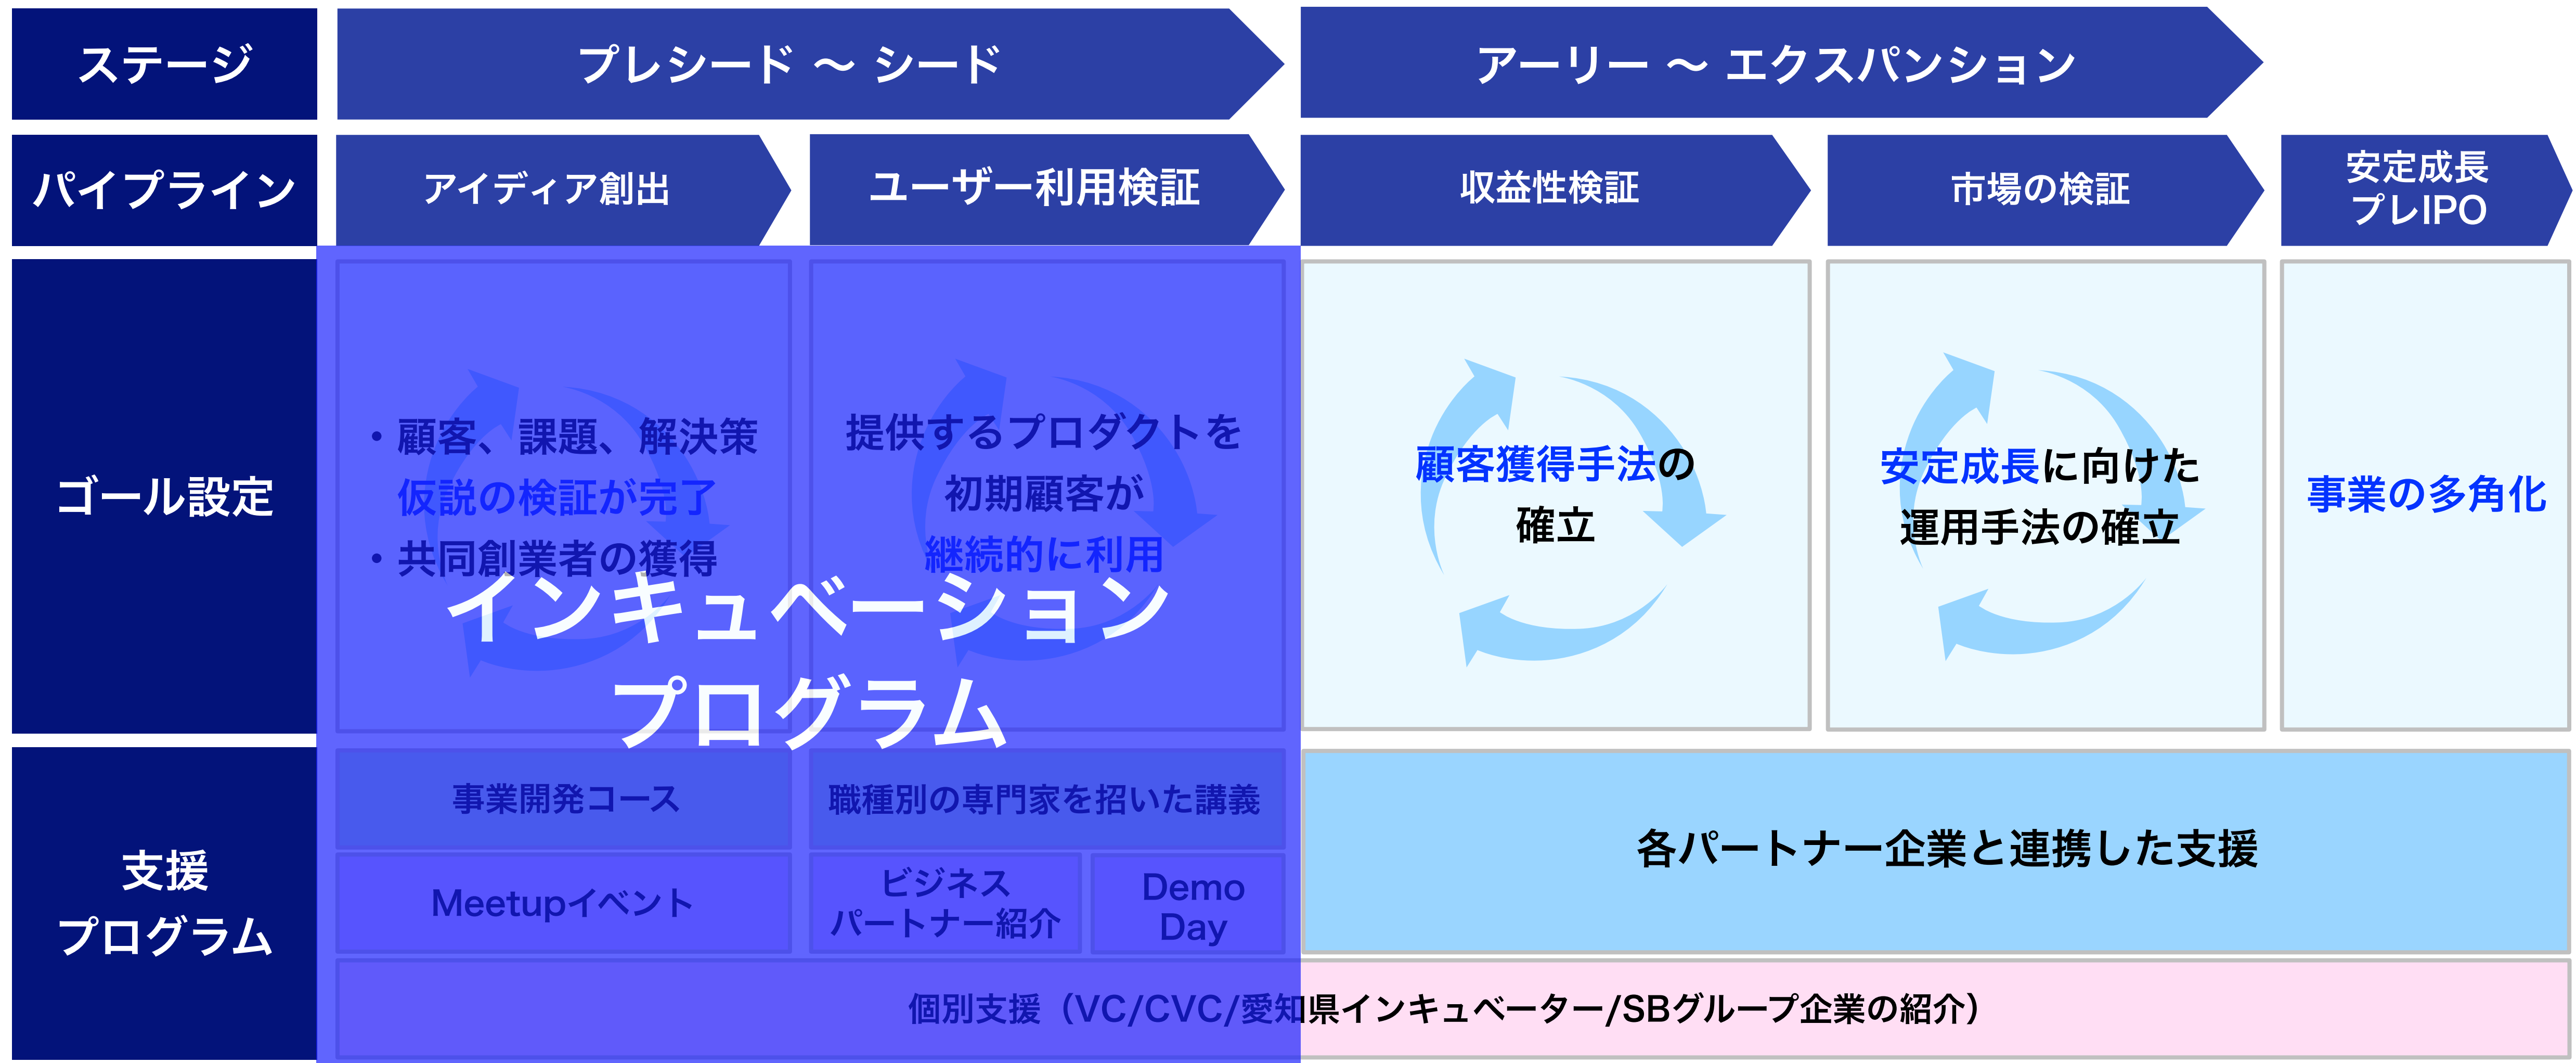 ステージ
プレシード ～ シード
アーリー ～ エクスパンション
パイプライン
アイディア創出
ユーザー利用検証
収益性検証
市場の検証
安定成長
プレIPO
ゴール設定
・顧客、課題、解決策
仮説の検証が完了
・共同創業者の獲得
提供するプロダクトを
初期顧客が
継続的に利用
顧客獲得手法の
確立
安定成長に向けた
運用手法の確立
事業の多角化
インキュベーション
プログラム
支援
プログラム
事業開発コース
職種別の専門家を招いた講義
Meetupイベント
ビジネス
パートナー紹介
Demo
Day
各パートナー企業と連携した支援
個別支援（VC/CVC/愛知県インキュベーター/SBグループ企業の紹介）